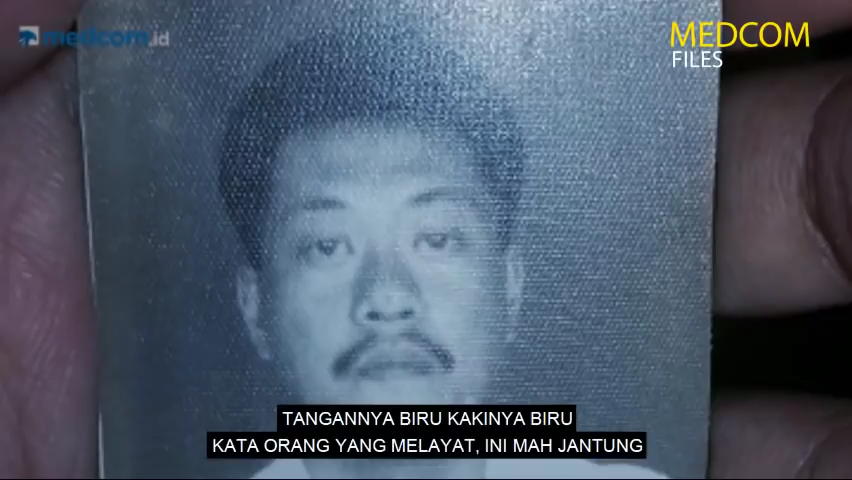 medcom.id
MEDCOM
FILES
TANGANNYA BIRU KAKINYA BIRU
KATA ORANG YANG MELAYAT, INI MAH JANTUNG